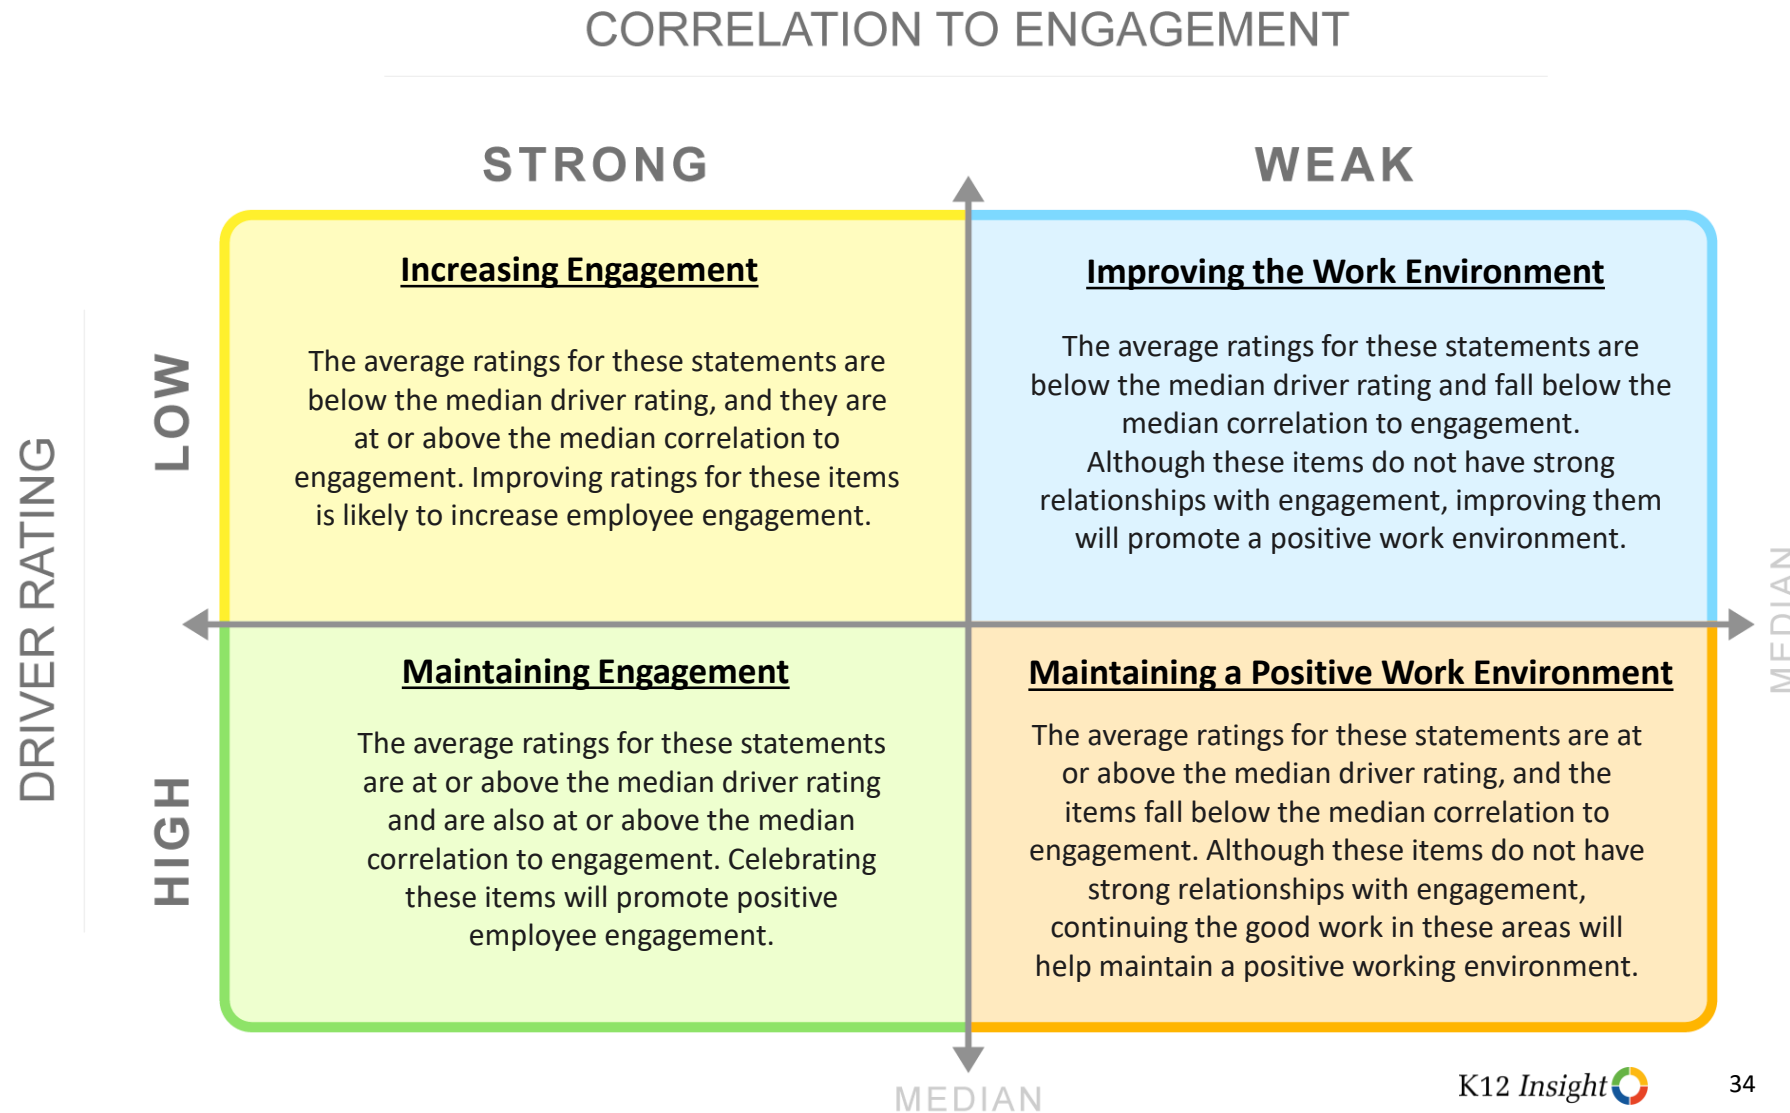 CORRELATION TO ENGAGEMENT
STRONG
WEAK
DRIVER RATING
LOW
HIGH
Increasing Engagement
The average ratings for these statements are
below the median driver rating, and they are
at or above the median correlation to
engagement. Improving ratings for these items
is likely to increase employee engagement.
Improving the Work Environment
The average ratings for these statements are
below the median driver rating and fall below the
median correlation to engagement.
Although these items do not have strong
relationships with engagement, improving them
will promote a positive work environment.
MEDIAN
Maintaining Engagement
The average ratings for these statements
are at or above the median driver rating
and are also at or above the median
correlation to engagement. Celebrating
these items will promote positive
employee engagement.
Maintaining a Positive Work Environment
The average ratings for these statements are at
or above the median driver rating, and the
items fall below the median correlation to
engagement. Although these items do not have
strong relationships with engagement,
continuing the good work in these areas will
help maintain a positive working environment.
MEDIAN
K12 Insight
34